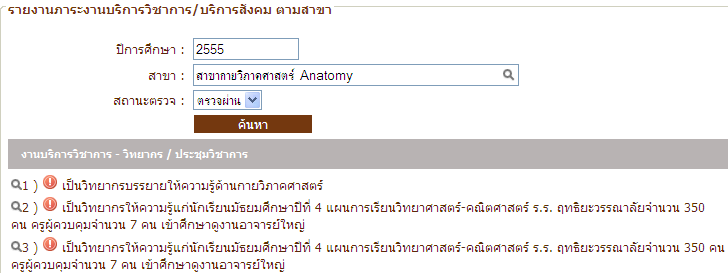 รายงานภาระงานบริการวิชาการ/บริการสังคม ตามสาขา
ปีการศึกษา : 2555
สาขา : สาขากายวิภาคศาสตร์ Anatomy
สถานะตรวจ : ตรวจผ่าน
ค้นหา
งานบริการวิชาการ - วิทยากร / ประชุมวิชาการ
1 ) เป็นวิทยากรบรรยายให้ความรู้ด้านกายวิภาคศาสตร์
2 ) เป็นวิทยากรให้ความรู้แก่นักเรียนมัธยมศึกษาปีที่ 4 แผนการเรียนวิทยาศาสตร์-คณิตศาสตร์ ร.ร. ฤทธิยะวรรณาลัยจำนวน 350
คน ครูผู้ควบคุมจำนวน 7 คน เข้าศึกษาดูงานอาจารย์ใหญ่
3 ) เป็นวิทยากรให้ความรู้แก่นักเรียนมัธยมศึกษาปีที่ 4 แผนการเรียนวิทยาศาสตร์-คณิตศาสตร์ ร.ร. ฤทธิยะวรรณาลัยจำนวน 350 คน
ครูผู้ควบคุมจำนวน 7 คน เข้าศึกษาดูงานอาจารย์ใหญ่